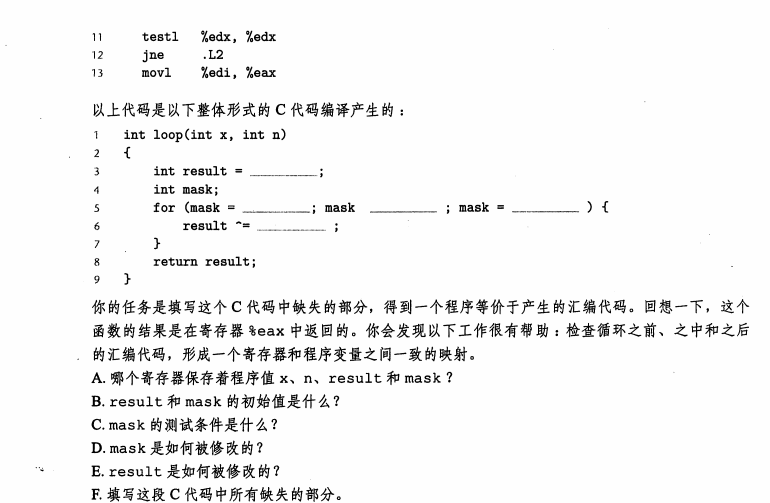 11 testl %edx, %edx
12 jne .L2
13 movl %edi, %eax
以上代码是以下整体形式的 C 代码编译产生的：
1 int loop(int x, int n)
2 {
3 int result = ________;
4 int mask;
5 for (mask = ________; mask ________ ; mask = ________ ) {
6 result ^= ________ ;
7 }
8 return result;
9 }
你的任务是填写这个 C 代码中缺失的部分，得到一个程序等价于产生的汇编代码。回想一下，这个
函数的结果是在寄存器 %eax 中返回的。你会发现以下工作很有帮助：检查循环之前、之中和之后
的汇编代码，形成一个寄存器和程序变量之间一致的映射。
A. 哪个寄存器保存着程序值 x、n、result 和 mask？
B. result 和 mask 的初始值是什么？
C. mask 的测试条件是什么？
D. mask 是如何被修改的？
E. result 是如何被修改的？
F. 填写这段 C 代码中所有缺失的部分。